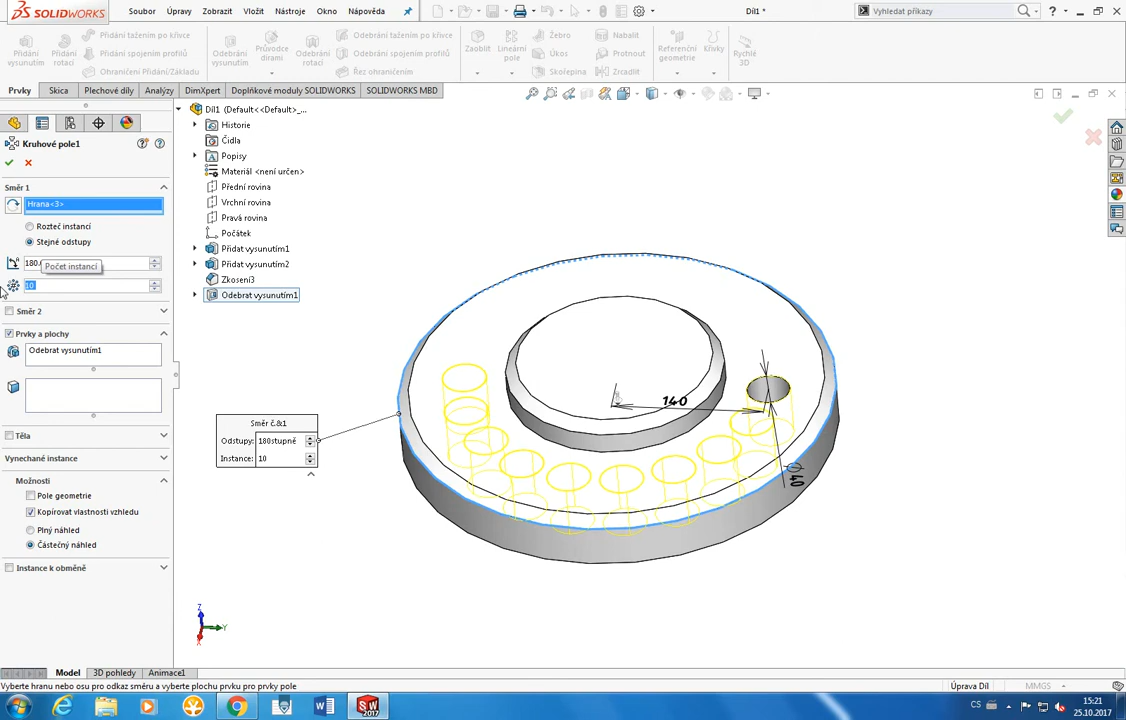 SOLIDWORKS
Soubor Úpravy Zobrazit Vložit Nástroje Okno Nápověda
Díl1 *
Vyhledat příkazy
Přidání vysunutím
Přidání rotací
Přidání tažením po křivce
Přidání spojením profilů
Ohraničení Přidání/Základu
Odebrání vysunutím
Průvodce dírami
Odebrání rotací
Odebrání tažením po křivce
Odebrání spojením profilů
Řez ohraničením
Zaoblit
Lineární pole
Žebro
Úkos
Skořepina
Nabalit
Protnout
Zrcadlit
Referenční geometrie
Křivky
Rychlé 3D
Prvky Skica Plechové díly Analýzy DimXpert Doplňkové moduly SOLIDWORKS SOLIDWORKS MBD
Díl1 (Default<<Default>_...
Historie
Čidla
Popisy
Materiál <není určen>
Přední rovina
Vrchní rovina
Pravá rovina
Počátek
Přidat vysunutím1
Přidat vysunutím2
Zkosení3
Odebrat vysunutím1
Kruhové pole1
Směr 1
Hrana<3>
Rozteč instancí
Stejné odstupy
180.
Počet instancí
10
Směr 2
Prvky a plochy
Odebrat vysunutím1
Těla
Vynechané instance
Možnosti
Pole geometrie
Kopírovat vlastnosti vzhledu
Plný náhled
Částečný náhled
Instance k obměně
Směr č.&1
Odstupy: 180stupně
Instance: 10
140
⌀40
Z
Y
X
Model 3D pohledy Animace1
Vyberte hranu nebo osu pro odkaz směru a vyberte plochu prvku pro prvky pole
Úprava Díl
MMGS
CS
15:21
25.10.2017